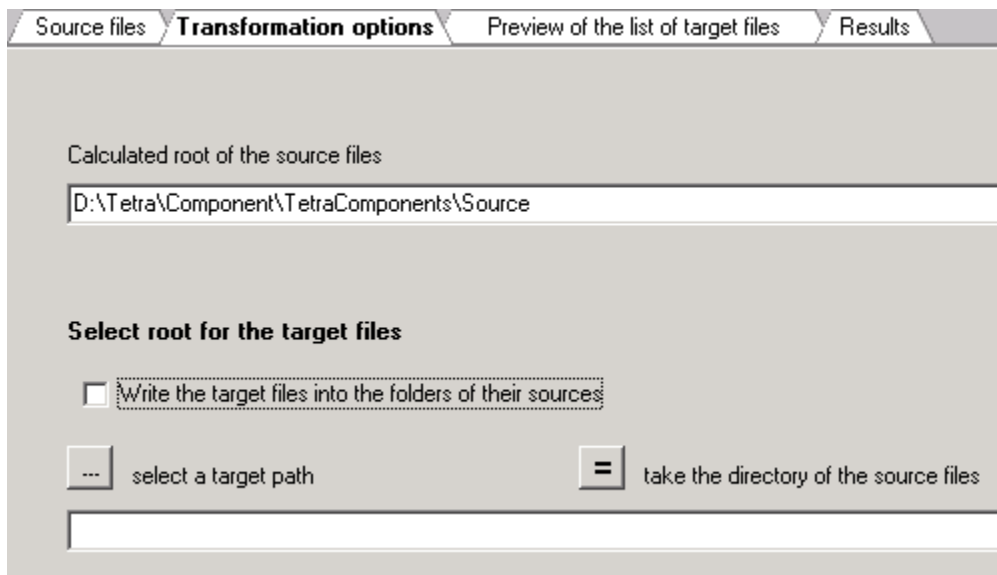 Source files Transformation options Preview of the list of target files Results
Calculated root of the source files
D:\Tetra\Component\TetraComponents\Source
Select root for the target files
Write the target files into the folders of their sources
... select a target path = take the directory of the source files